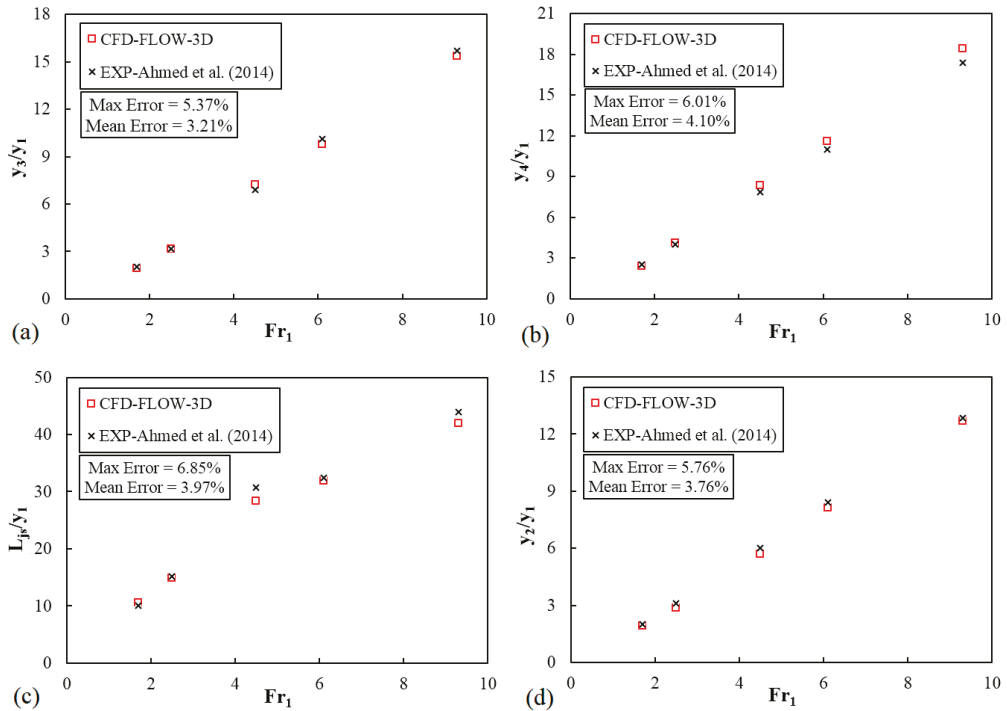 18
15
12
9
6
3
0
y3/y1
CFD-FLOW-3D
EXP-Ahmed et al. (2014)
Max Error = 5.37%
Mean Error = 3.21%
0 2 4 6 8 10
Fr1
(a)
21
18
15
12
9
6
3
0
y4/y1
CFD-FLOW-3D
EXP-Ahmed et al. (2014)
Max Error = 6.01%
Mean Error = 4.10%
0 2 4 6 8 10
Fr1
(b)
50
40
30
20
10
0
Ljs/y1
CFD-FLOW-3D
EXP-Ahmed et al. (2014)
Max Error = 6.85%
Mean Error = 3.97%
0 2 4 6 8 10
Fr1
(c)
15
12
9
6
3
0
y2/y1
CFD-FLOW-3D
EXP-Ahmed et al. (2014)
Max Error = 5.76%
Mean Error = 3.76%
0 2 4 6 8 10
Fr1
(d)